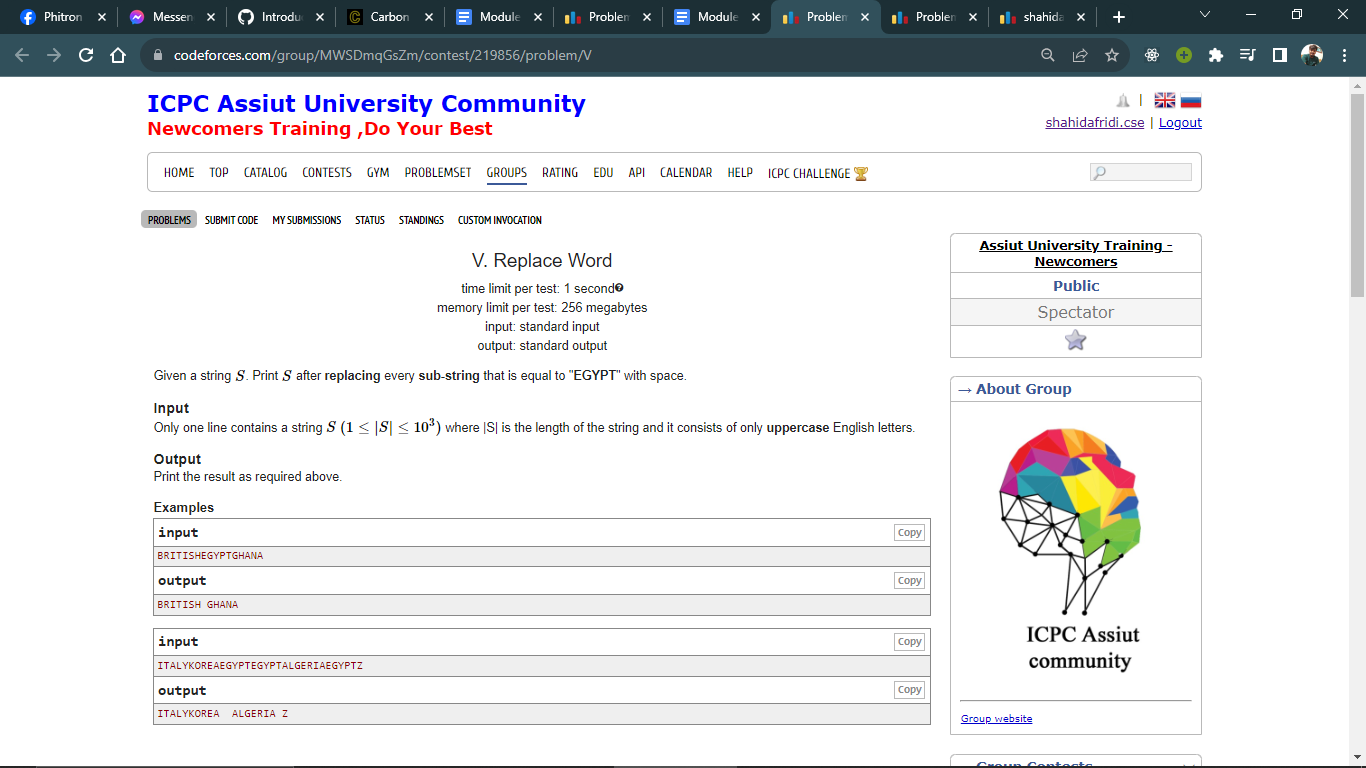 Phitron
Messen
Introdu
Carbon
Module
Problem
Module
Problem
Problem
shahida
codeforces.com/group/MWSDmqGsZm/contest/219856/problem/V
ICPC Assiut University Community
Newcomers Training ,Do Your Best
shahidafridi.cse | Logout
HOME TOP CATALOG CONTESTS GYM PROBLEMSET GROUPS RATING EDU API CALENDAR HELP ICPC CHALLENGE
PROBLEMS SUBMIT CODE MY SUBMISSIONS STATUS STANDINGS CUSTOM INVOCATION
V. Replace Word
time limit per test: 1 second
memory limit per test: 256 megabytes
input: standard input
output: standard output
Given a string S. Print S after replacing every sub-string that is equal to "EGYPT" with space.
Input
Only one line contains a string S (1 ≤ |S| ≤ 10³) where |S| is the length of the string and it consists of only uppercase English letters.
Output
Print the result as required above.
Examples
input
Copy
BRITISHEGYPTGHANA
output
Copy
BRITISH GHANA
input
Copy
ITALYKOREAEGYPTEGYPTALGERIAEGYPTZ
output
Copy
ITALYKOREA  ALGERIA Z
Assiut University Training -
Newcomers
Public
Spectator
→ About Group
ICPC Assiut
community
Group website
Group Contests